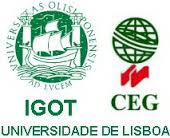 UNIVERSITAS OLISIPONENSIS
AD LVCEM
IGOT
CEG
UNIVERSIDADE DE LISBOA